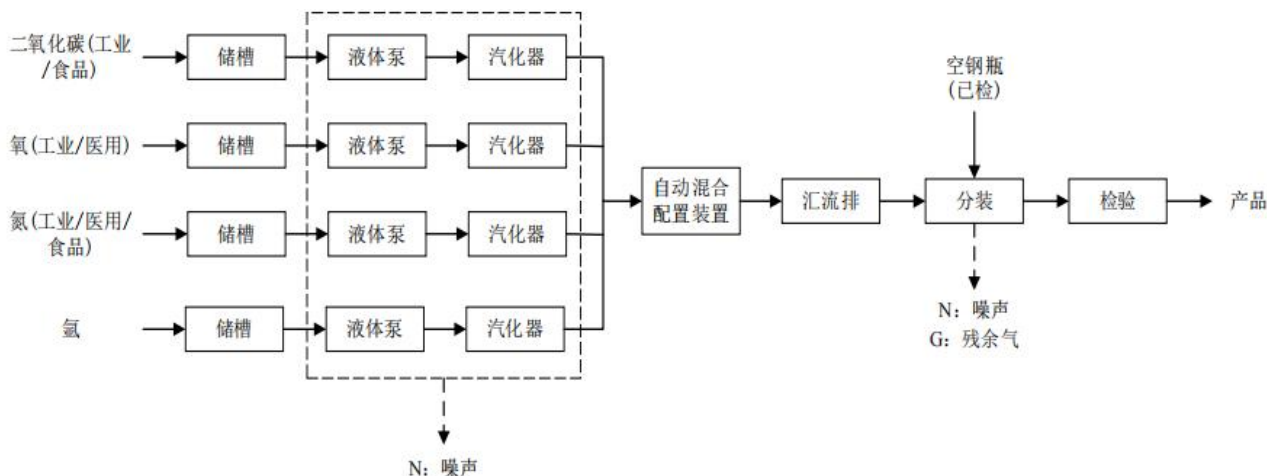 二氧化碳(工业
/食品)
储槽
液体泵
汽化器
空钢瓶
(已检)
氧(工业/医用)
储槽
液体泵
汽化器
自动混合
配置装置
汇流排
分装
检验
产品
氮(工业/医用/
食品)
储槽
液体泵
汽化器
N: 噪声
G: 残余气
氩
储槽
液体泵
汽化器
N: 噪声